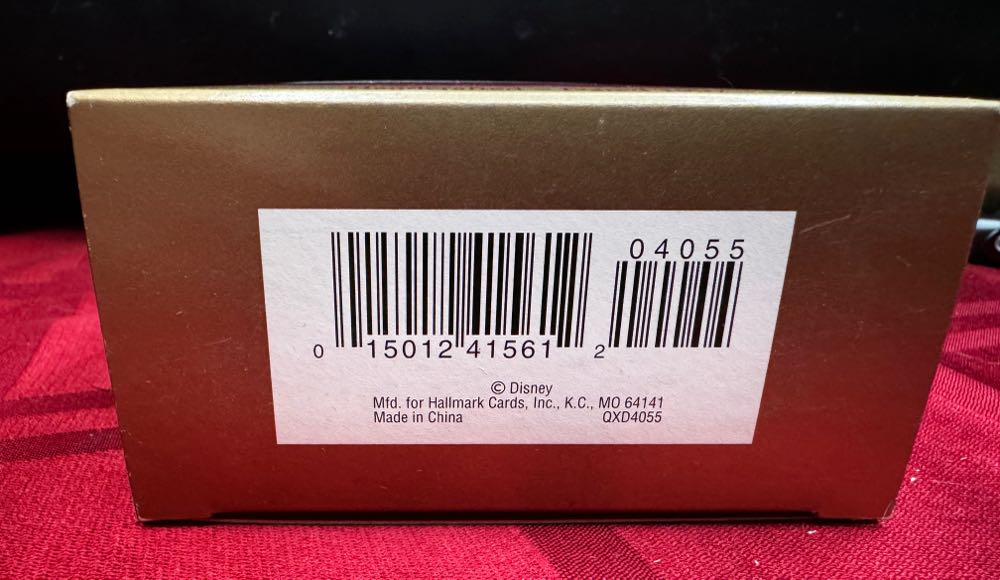 04055
0 15012 41561 2
© Disney
Mfd. for Hallmark Cards, Inc., K.C., MO 64141
Made in China QXD4055